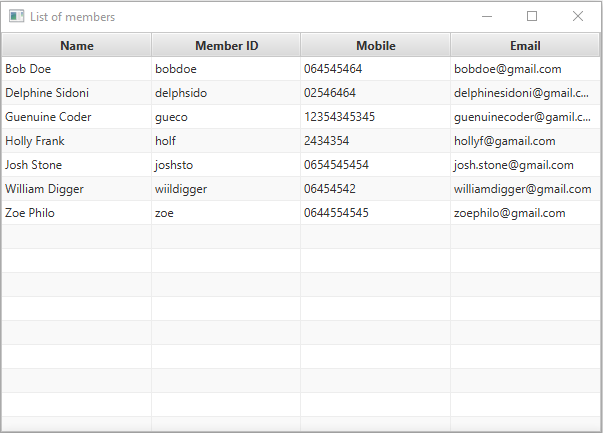 List of members
Name Member ID Mobile Email
Bob Doe bobdoe 064545464 bobdoe@gmail.com
Delphine Sidoni delphsido 02546464 delphinesidoni@gmail.c...
Guenuine Coder gueco 12354345345 guenuinecoder@gamil.c...
Holly Frank holf 2434354 hollyf@gamail.com
Josh Stone joshsto 0654545454 josh.stone@gmail.com
William Digger wiildigger 06454542 williamdigger@gmail.com
Zoe Philo zoe 0644554545 zoephilo@gmail.com